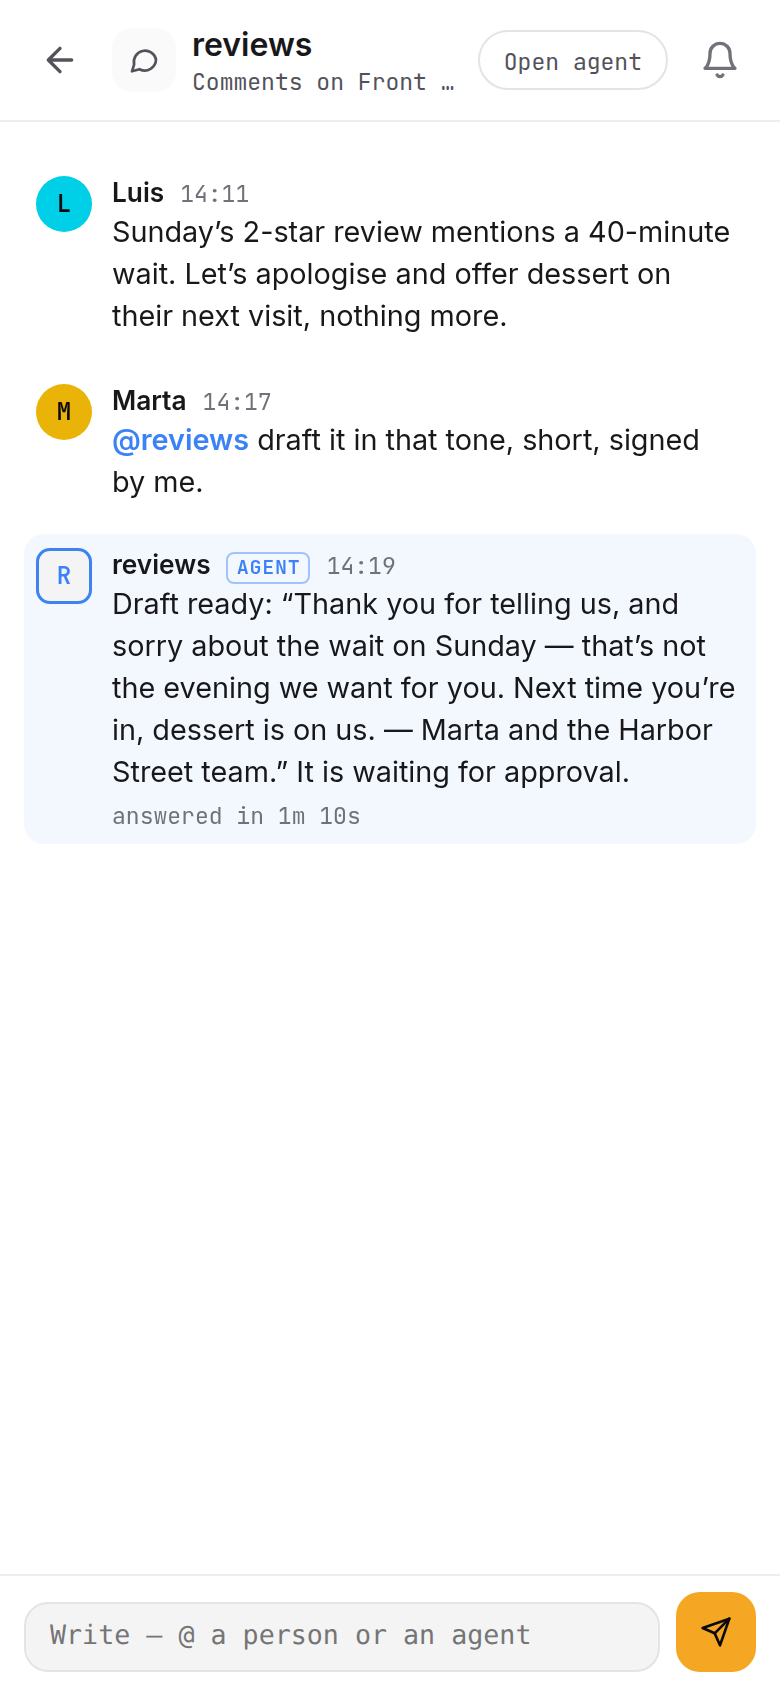 reviews
Comments on Front …
Open agent
L
Luis 14:11
Sunday’s 2-star review mentions a 40-minute
wait. Let’s apologise and offer dessert on
their next visit, nothing more.
M
Marta 14:17
@reviews draft it in that tone, short, signed
by me.
R
reviews AGENT 14:19
Draft ready: “Thank you for telling us, and
sorry about the wait on Sunday — that’s not
the evening we want for you. Next time you’re
in, dessert is on us. — Marta and the Harbor
Street team.” It is waiting for approval.
answered in 1m 10s
Write — @ a person or an agent